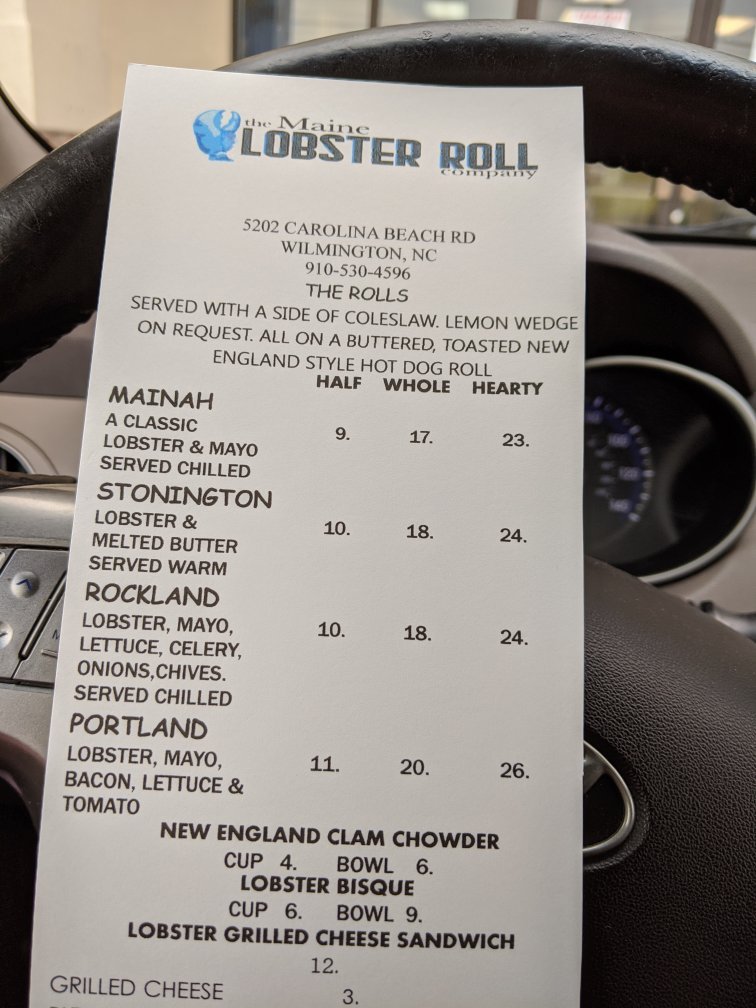 the Maine
LOBSTER ROLL
company
5202 CAROLINA BEACH RD
WILMINGTON, NC
910-530-4596
THE ROLLS
SERVED WITH A SIDE OF COLESLAW. LEMON WEDGE
ON REQUEST. ALL ON A BUTTERED, TOASTED NEW
ENGLAND STYLE HOT DOG ROLL
HALF WHOLE HEARTY
MAINAH
A CLASSIC
LOBSTER & MAYO 9. 17. 23.
SERVED CHILLED
STONINGTON
LOBSTER & 10. 18. 24.
MELTED BUTTER
SERVED WARM
ROCKLAND
LOBSTER, MAYO, 10. 18. 24.
LETTUCE, CELERY,
ONIONS,CHIVES.
SERVED CHILLED
PORTLAND
LOBSTER, MAYO, 11. 20. 26.
BACON, LETTUCE &
TOMATO
NEW ENGLAND CLAM CHOWDER
CUP 4. BOWL 6.
LOBSTER BISQUE
CUP 6. BOWL 9.
LOBSTER GRILLED CHEESE SANDWICH
12.
GRILLED CHEESE 3.
100
120